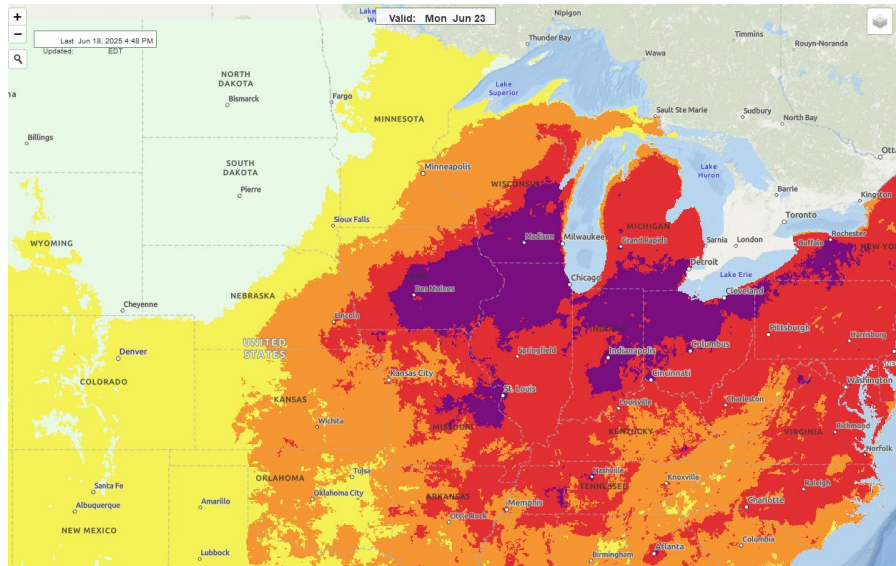 +
−
Valid: Mon Jun 23
Last Jun 18, 2025 4:48 PM
Updated: EDT
Lake
Nipigon
Thunder Bay
Timmins
Rouyn-Noranda
Wawa
NORTH
DAKOTA
Bismarck
Fargo
Lake
Superior
MINNESOTA
Sault Ste Marie
Sudbury
North Bay
Billings
Minneapolis
SOUTH
DAKOTA
Pierre
WISCONSIN
Lake
Huron
Barrie
Kingston
Toronto
Sioux Falls
WYOMING
Madison
Milwaukee
MICHIGAN
Grand Rapids
Sarnia
London
Buffalo
Rochester
NEW YO
Detroit
Lake Erie
Chicago
Cleveland
Des Moines
NEBRASKA
Cheyenne
Lincoln
UNITED
STATES
Denver
COLORADO
Springfield
Indianapolis
Columbus
Pittsburgh
Harrisburg
Kansas City
Cincinnati
Washington
KANSAS
St. Louis
Louisville
Charleston
Wichita
MISSOURI
KENTUCKY
VIRGINIA
Richmond
Norfolk
OKLAHOMA
Tulsa
Nashville
Knoxville
Santa Fe
Albuquerque
Amarillo
Oklahoma City
ARKANSAS
TENNESSEE
Raleigh
Memphis
Charlotte
Little Rock
NEW MEXICO
Lubbock
Birmingham
Atlanta
Columbia